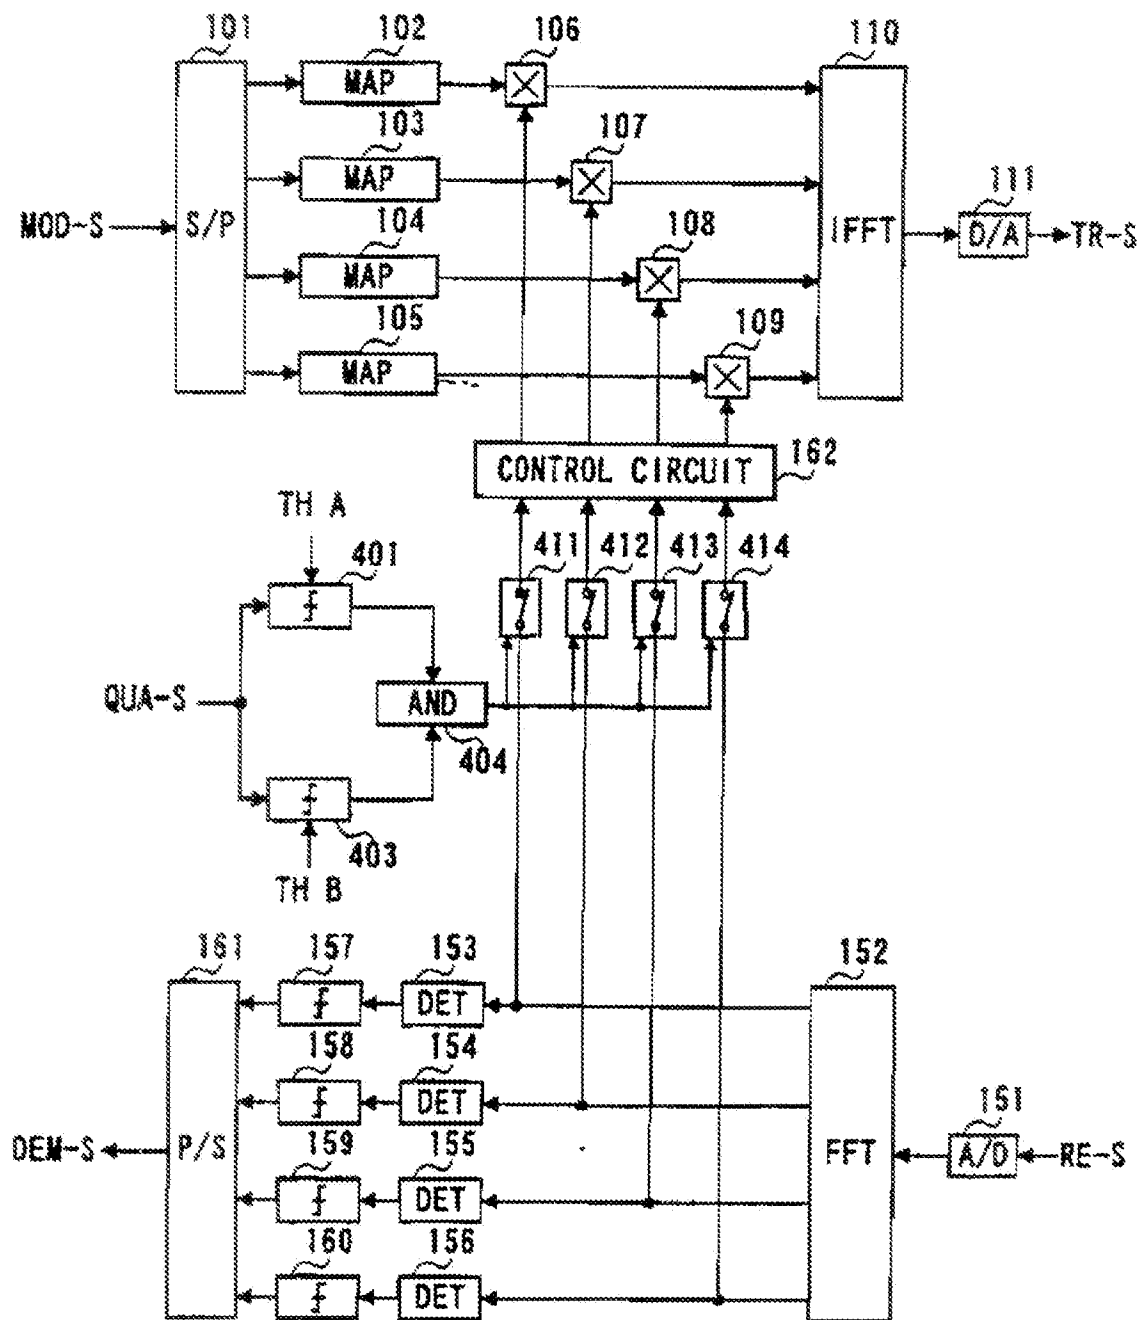 101 102 106 110
MAP
103 107
MAP 111
MOD-S S/P 104 108 IFFT D/A TR-S
MAP
105 109
MAP
162
CONTROL CIRCUIT
TH A
401 411 412 413 414
QUA-S AND
404
403
TH B
161 157 153 152
DET
158 154
DET 151
DEM-S P/S 159 155 FFT A/D RE-S
DET
160 156
DET